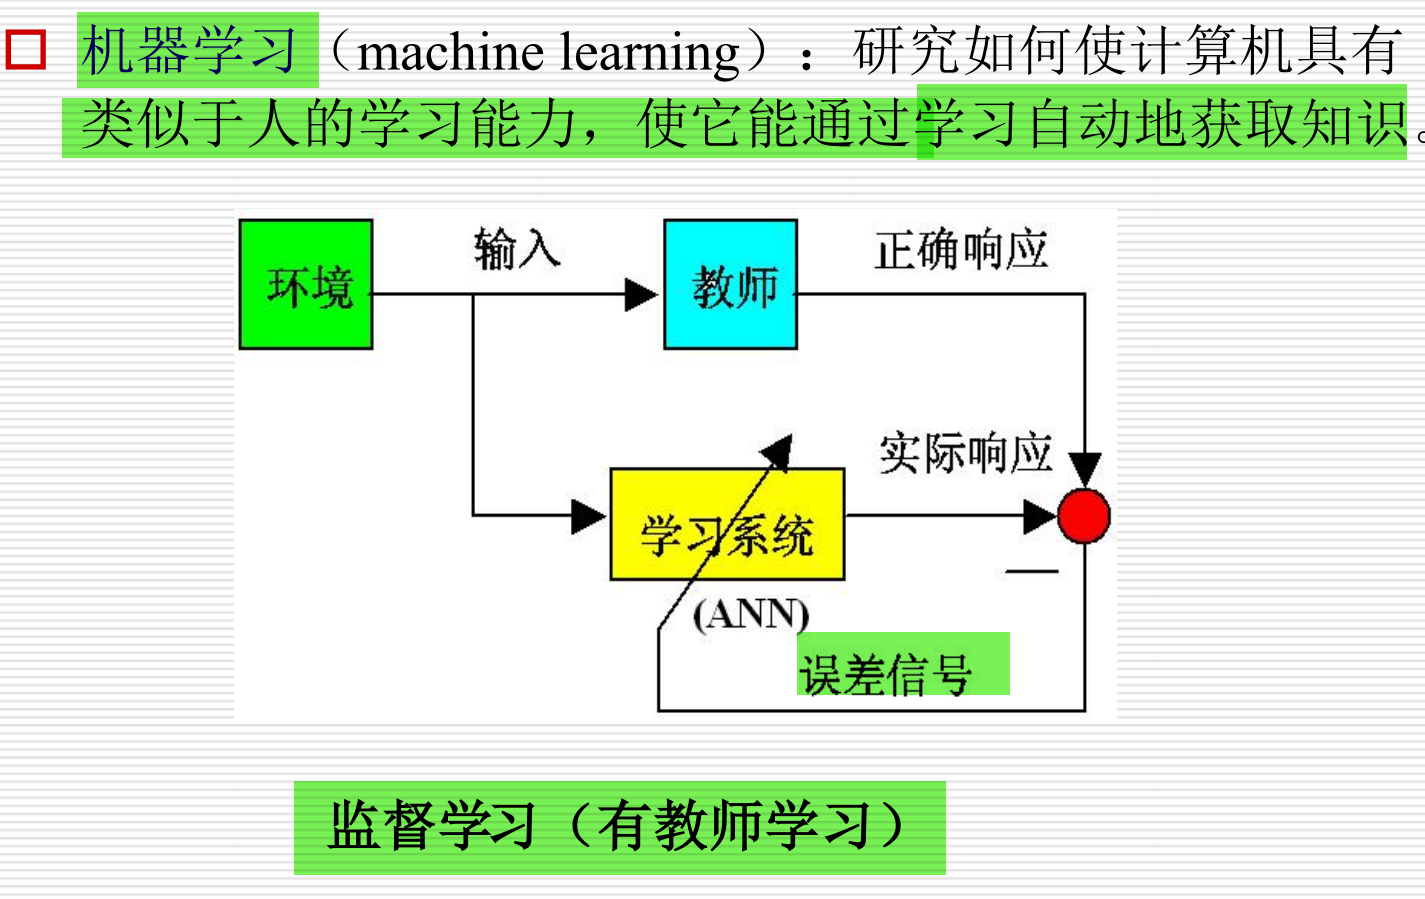 机器学习（machine learning）：研究如何使计算机具有
类似于人的学习能力，使它能通过学习自动地获取知识。
环境
输入
教师
正确响应
实际响应
学习系统
(ANN)
误差信号
监督学习（有教师学习）